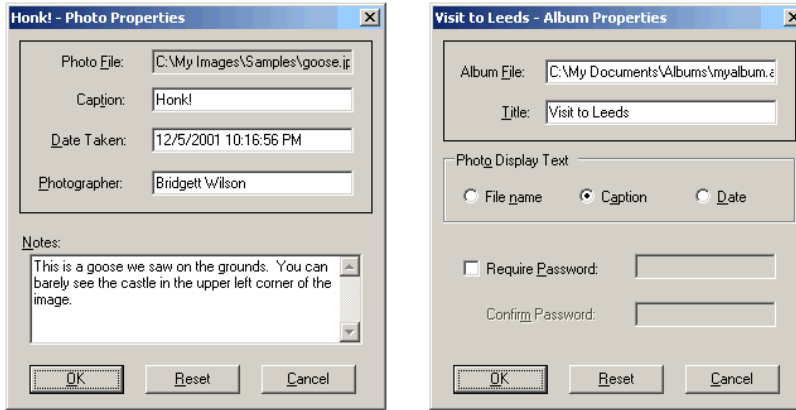 Honk! - Photo Properties
Photo File: C:\My Images\Samples\goose.jp
Caption: Honk!
Date Taken: 12/5/2001 10:16:56 PM
Photographer: Bridgett Wilson
Notes:
This is a goose we saw on the grounds.  You can
barely see the castle in the upper left corner of the
image.
OK Reset Cancel
Visit to Leeds - Album Properties
Album File: C:\My Documents\Albums\myalbum.a
Title: Visit to Leeds
Photo Display Text
File name Caption Date
Require Password:
Confirm Password:
OK Reset Cancel